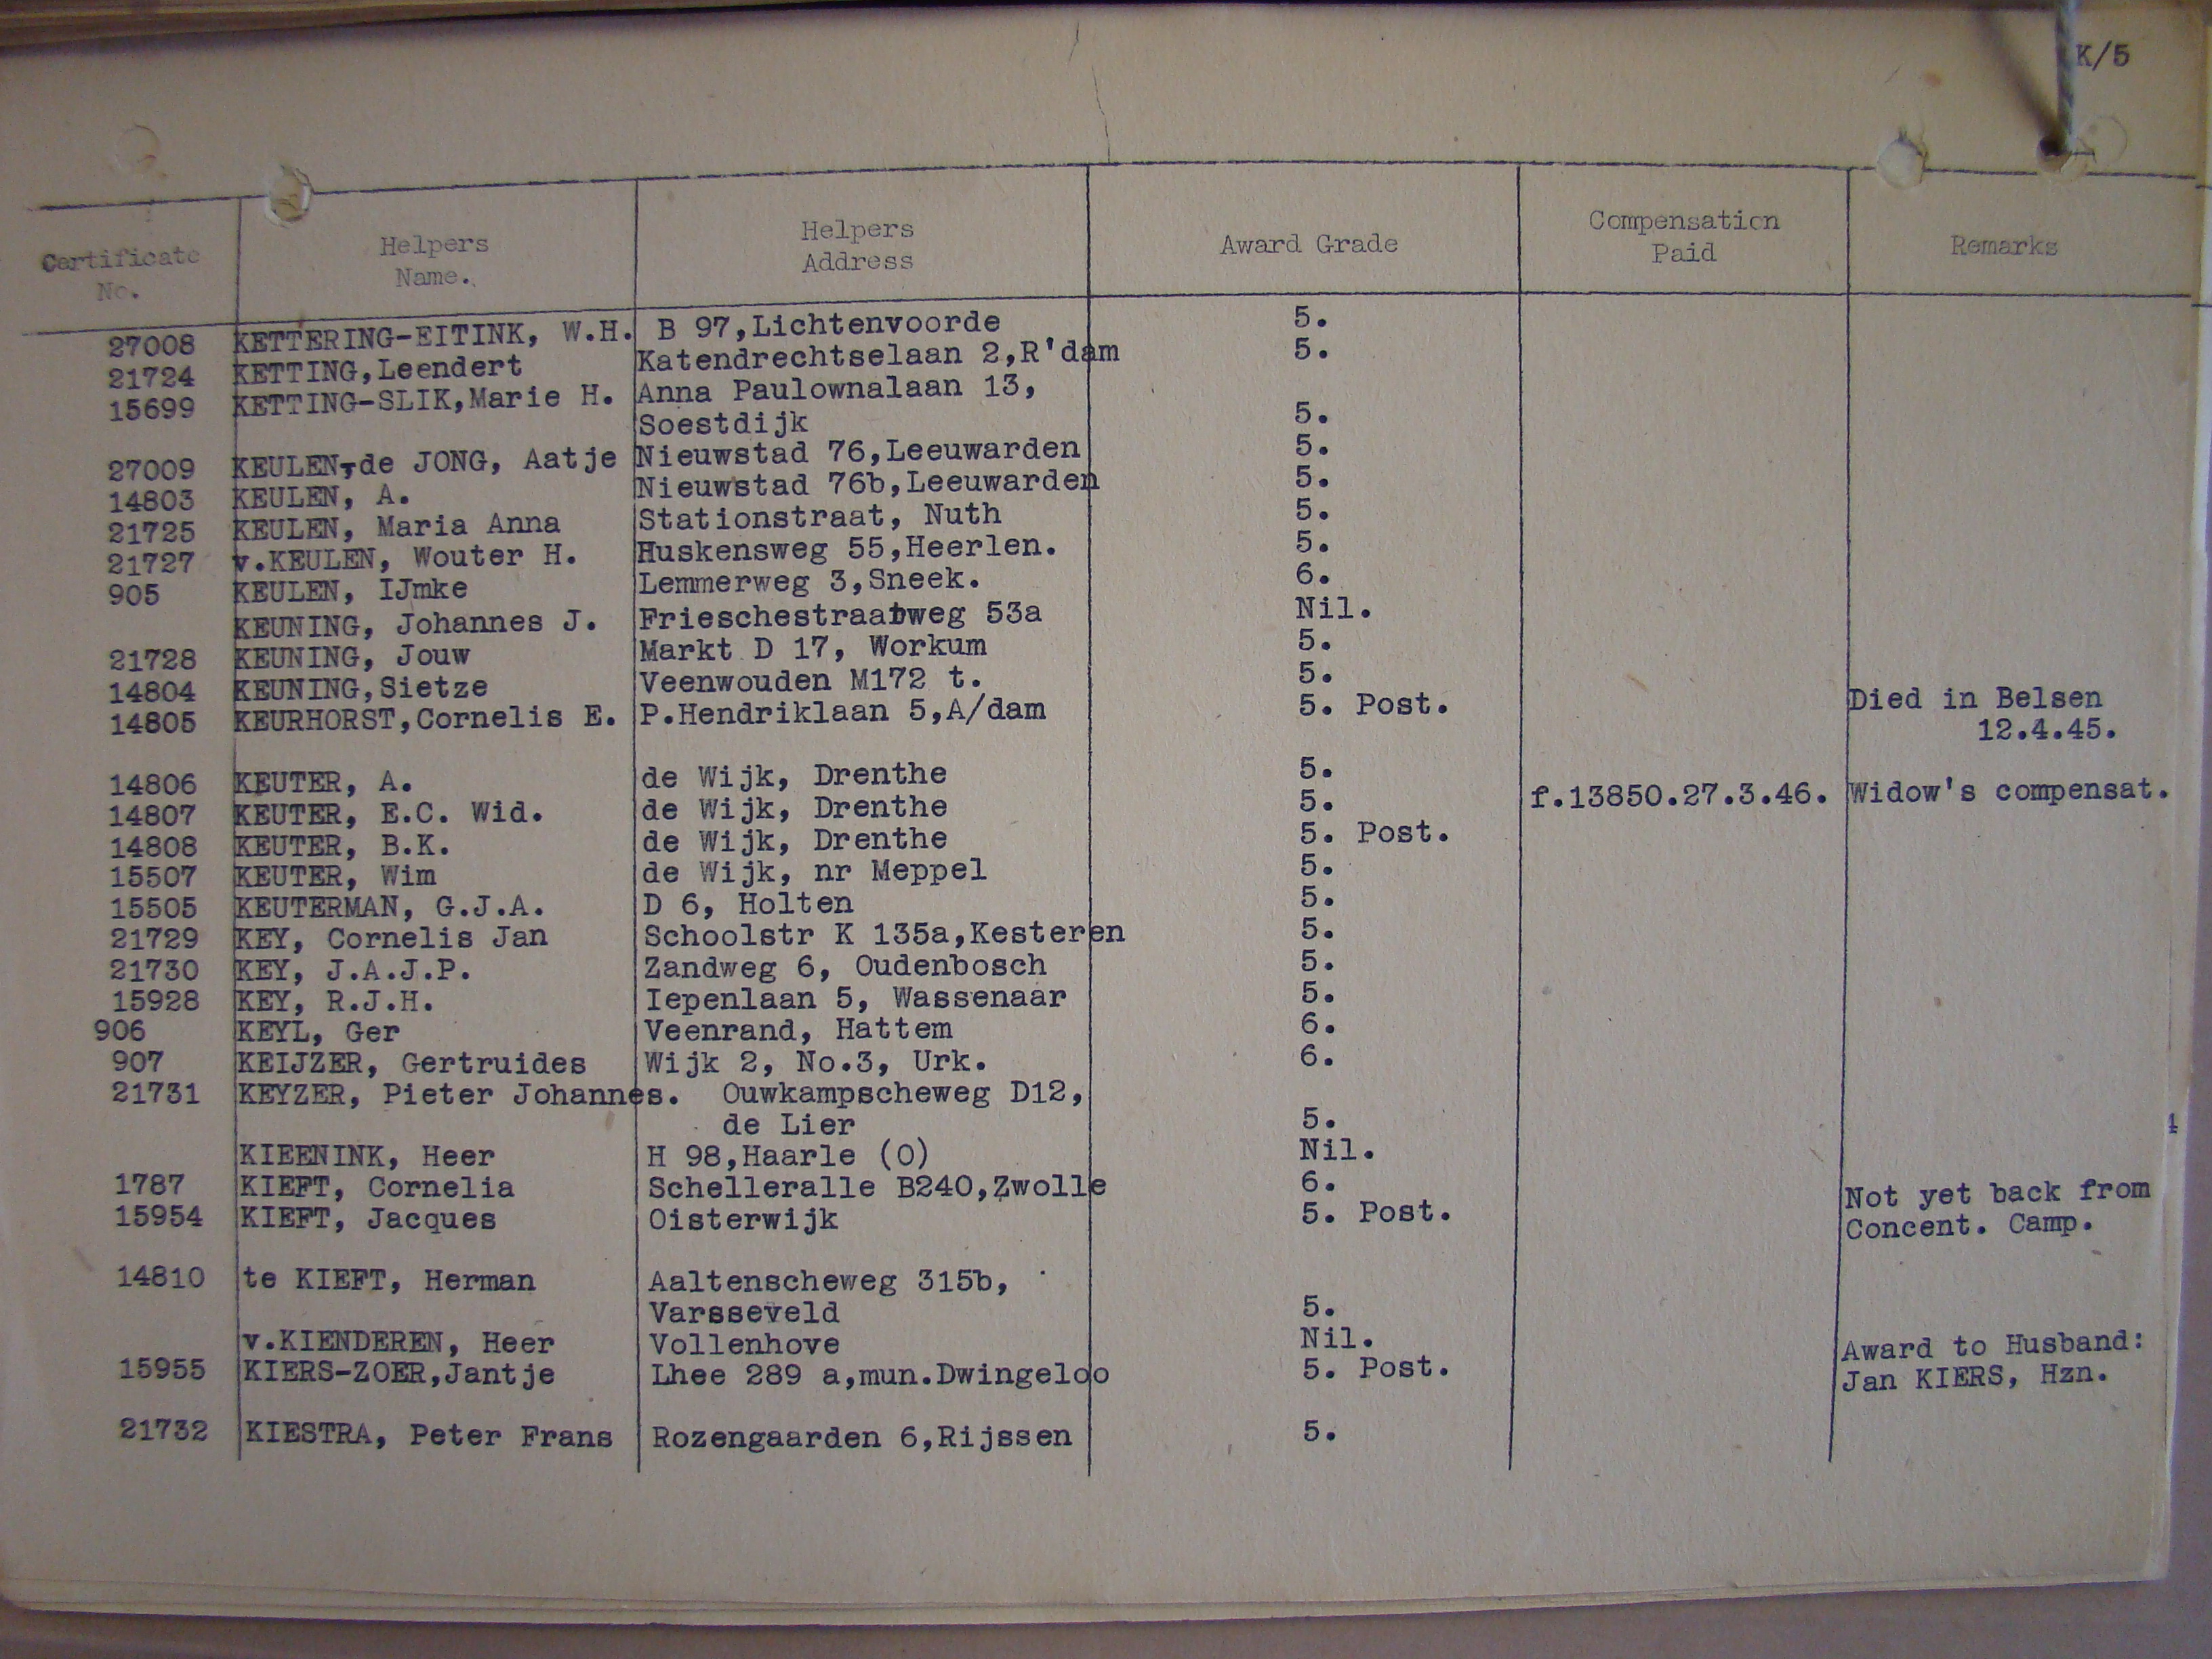 K/5
Certificate No. Helpers Name. Helpers Address Award Grade Compensation Paid Remarks
27008 KETTERING-EITINK, W.H. B 97,Lichtenvoorde 5.
21724 KETTING,Leendert Katendrechtselaan 2,R'dam 5.
15699 KETTING-SLIK,Marie H. Anna Paulownalaan 13,
Soestdijk 5.
27009 KEULEN-de JONG, Aatje Nieuwstad 76,Leeuwarden 5.
14803 KEULEN, A. Nieuwstad 76b,Leeuwarden 5.
21725 KEULEN, Maria Anna Stationstraat, Nuth 5.
21727 v.KEULEN, Wouter H. Huskensweg 55,Heerlen. 5.
905 KEULEN, IJmke Lemmerweg 3,Sneek. 6.
KEUNING, Johannes J. Frieschestraatweg 53a Nil.
21728 KEUNING, Jouw Markt D 17, Workum 5.
14804 KEUNING,Sietze Veenwouden M172 t. 5.
14805 KEURHORST,Cornelis E. P.Hendriklaan 5,A/dam 5. Post. Died in Belsen
12.4.45.
14806 KEUTER, A. de Wijk, Drenthe 5.
14807 KEUTER, E.C. Wid. de Wijk, Drenthe 5. f.13850.27.3.46. Widow's compensat.
14808 KEUTER, B.K. de Wijk, Drenthe 5. Post.
15507 KEUTER, Wim de Wijk, nr Meppel 5.
15505 KEUTERMAN, G.J.A. D 6, Holten 5.
21729 KEY, Cornelis Jan Schoolstr K 135a,Kesteren 5.
21730 KEY, J.A.J.P. Zandweg 6, Oudenbosch 5.
15928 KEY, R.J.H. Iepenlaan 5, Wassenaar 5.
906 KEYL, Ger Veenrand, Hattem 6.
907 KEIJZER, Gertruides Wijk 2, No.3, Urk. 6.
21731 KEYZER, Pieter Johannes. Ouwkampscheweg D12,
de Lier 5.
KIEENINK, Heer H 98,Haarle (O) Nil.
1787 KIEFT, Cornelia Schelleralle B240,Zwolle 6.
15954 KIEFT, Jacques Oisterwijk 5. Post. Not yet back from
Concent. Camp.
14810 te KIEFT, Herman Aaltenscheweg 315b,
Varsseveld 5.
v.KIENDEREN, Heer Vollenhove Nil.
15955 KIERS-ZOER,Jantje Lhee 289 a,mun.Dwingeloo 5. Post. Award to Husband:
Jan KIERS, Hzn.
21732 KIESTRA, Peter Frans Rozengaarden 6,Rijssen 5.